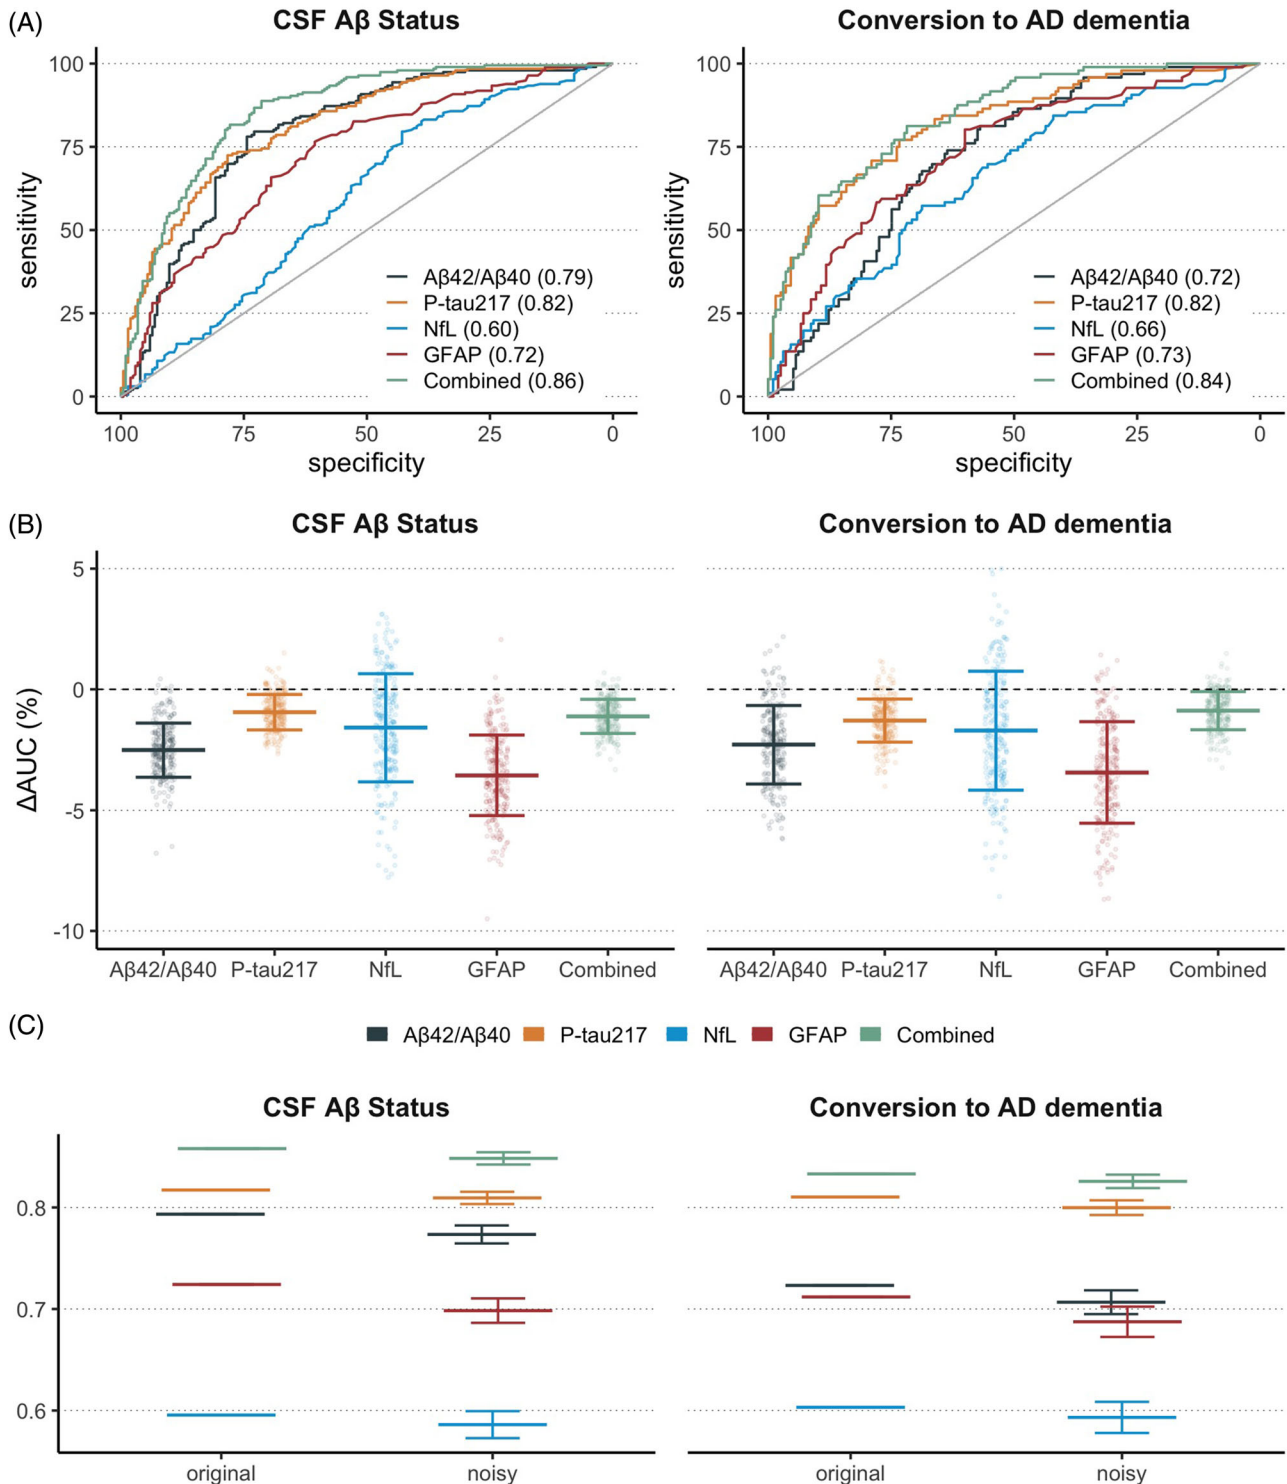 (A)
CSF Aβ Status
Conversion to AD dementia
100
75
50
25
0
sensitivity
Aβ42/Aβ40 (0.79)
P-tau217 (0.82)
NfL (0.60)
GFAP (0.72)
Combined (0.86)
100 75 50 25 0
specificity
100
75
50
25
0
sensitivity
Aβ42/Aβ40 (0.72)
P-tau217 (0.82)
NfL (0.66)
GFAP (0.73)
Combined (0.84)
100 75 50 25 0
specificity
(B)
CSF Aβ Status
Conversion to AD dementia
5
0
-5
-10
ΔAUC (%)
Aβ42/Aβ40 P-tau217 NfL GFAP Combined
Aβ42/Aβ40 P-tau217 NfL GFAP Combined
(C)
Aβ42/Aβ40 P-tau217 NfL GFAP Combined
CSF Aβ Status
Conversion to AD dementia
0.8
0.7
0.6
original noisy
original noisy